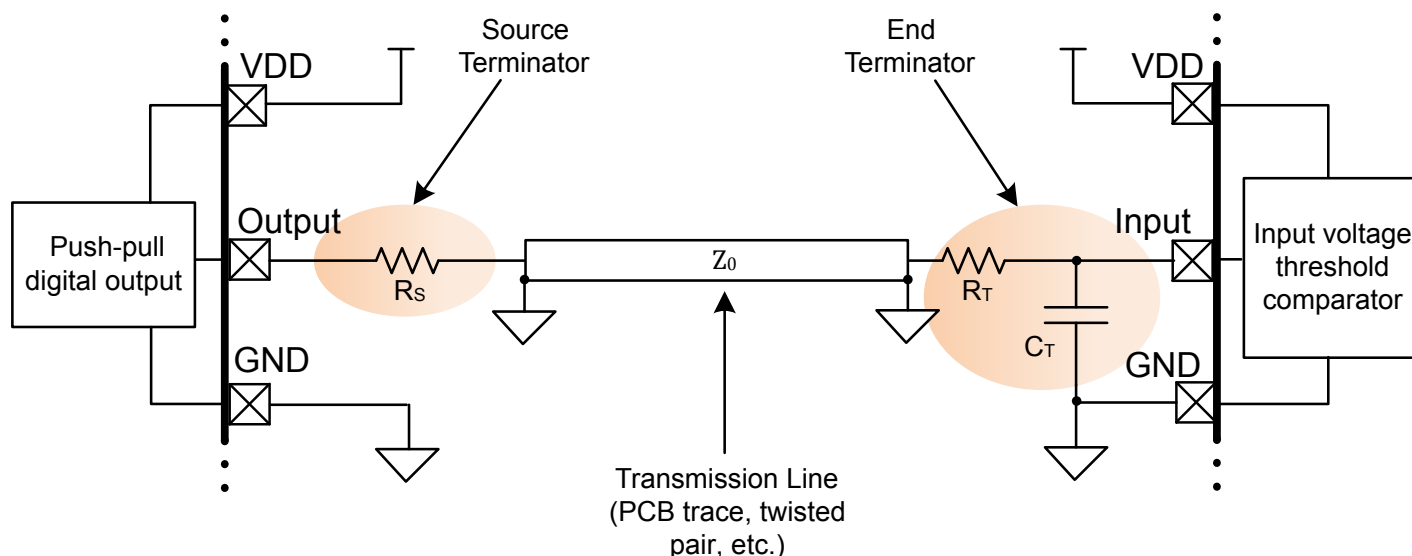 Source
Terminator
End
Terminator
VDD
VDD
Output
Input
Push-pull
digital output
Z₀
Input voltage
threshold
comparator
RS
RT
CT
GND
GND
Transmission Line
(PCB trace, twisted
pair, etc.)